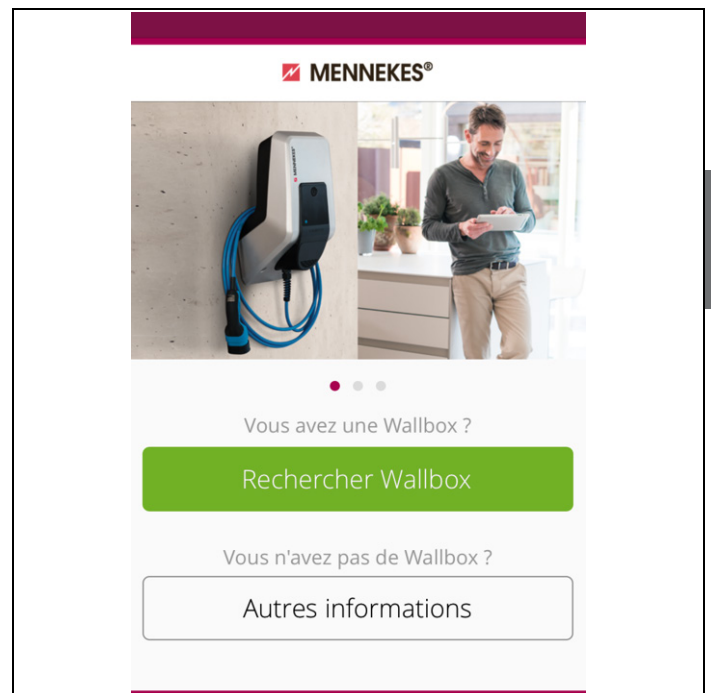 MENNEKES®
Vous avez une Wallbox ?
Rechercher Wallbox
Vous n'avez pas de Wallbox ?
Autres informations